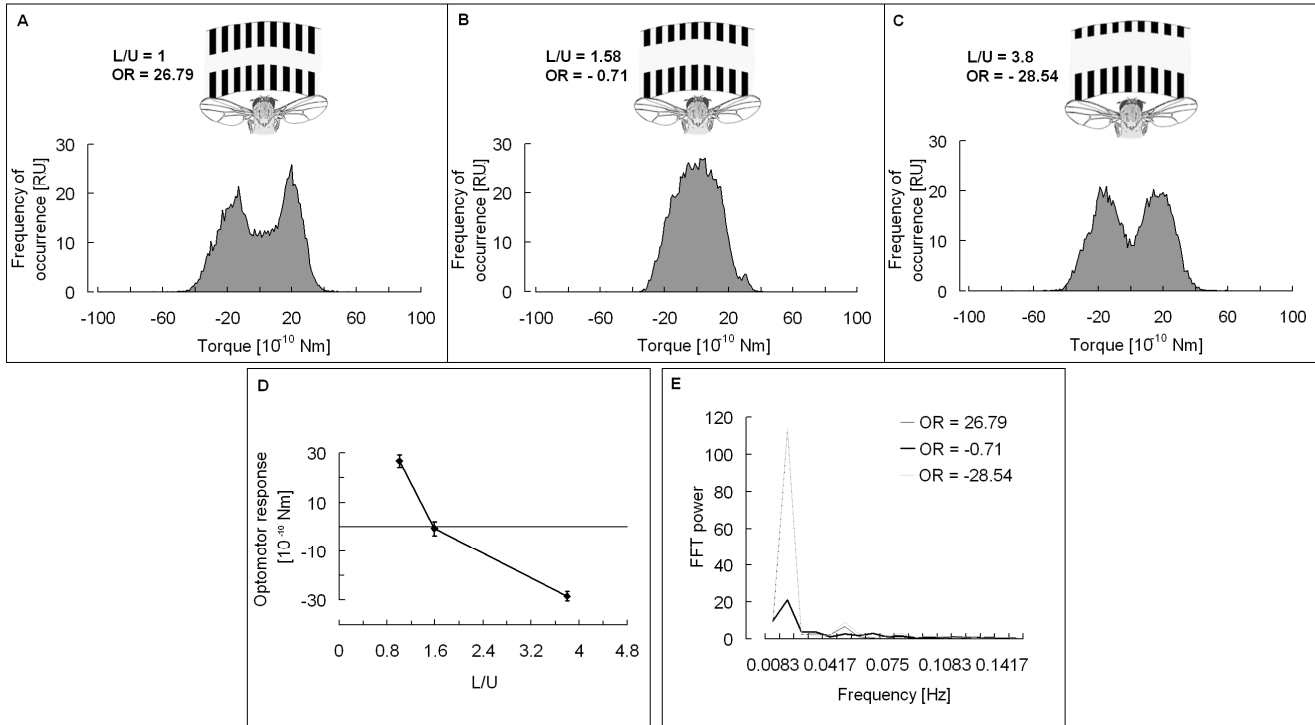 A
L/U = 1
OR = 26.79
Frequency of
occurrence [RU]
30
20
10
0
-100 -60 -20 20 60 100
Torque [10⁻¹⁰ Nm]
B
L/U = 1.58
OR = - 0.71
Frequency of
occurrence [RU]
30
20
10
0
-100 -60 -20 20 60 100
Torque [10⁻¹⁰ Nm]
C
L/U = 3.8
OR = - 28.54
Frequency of
occurrence [RU]
30
20
10
0
-100 -60 -20 20 60 100
Torque [10⁻¹⁰ Nm]
D
Optomotor response
[10⁻¹⁰ Nm]
30
10
-10
-30
0 0.8 1.6 2.4 3.2 4 4.8
L/U
E
FFT power
120
100
80
60
40
20
0
OR = 26.79
OR = -0.71
OR = -28.54
0.0083 0.0417 0.075 0.1083 0.1417
Frequency [Hz]